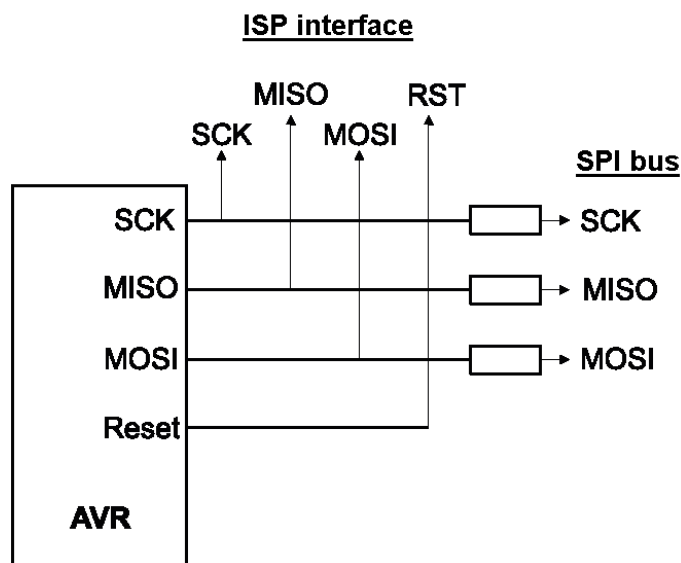 ISP interface
MISO RST
SCK MOSI
SPI bus
SCK SCK
MISO MISO
MOSI MOSI
Reset
AVR